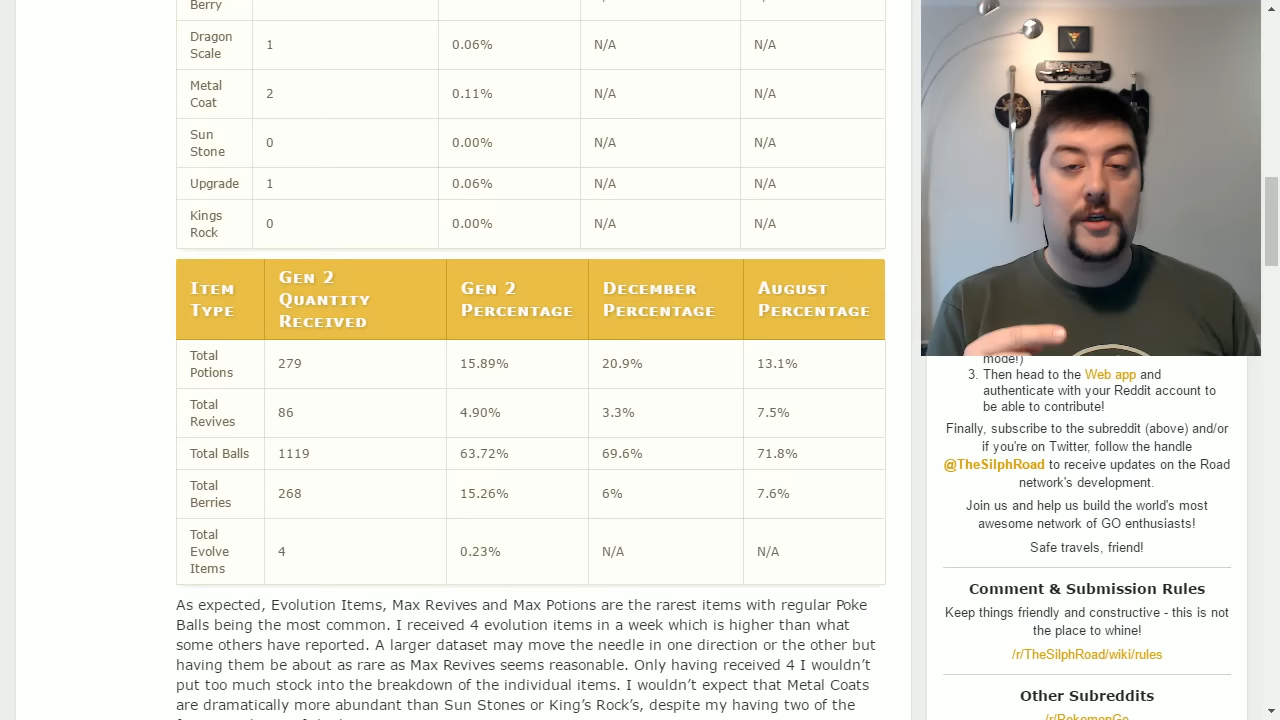 Berry
Dragon Scale 1 0.06% N/A N/A
Metal Coat 2 0.11% N/A N/A
Sun Stone 0 0.00% N/A N/A
Upgrade 1 0.06% N/A N/A
Kings Rock 0 0.00% N/A N/A
Item Type Gen 2 Quantity Received Gen 2 Percentage December Percentage August Percentage
Total Potions 279 15.89% 20.9% 13.1%
Total Revives 86 4.90% 3.3% 7.5%
Total Balls 1119 63.72% 69.6% 71.8%
Total Berries 268 15.26% 6% 7.6%
Total Evolve Items 4 0.23% N/A N/A
As expected, Evolution Items, Max Revives and Max Potions are the rarest items with regular Poke
Balls being the most common. I received 4 evolution items in a week which is higher than what
some others have reported. A larger dataset may move the needle in one direction or the other but
having them be about as rare as Max Revives seems reasonable. Only having received 4 I wouldn't
put too much stock into the breakdown of the individual items. I wouldn't expect that Metal Coats
are dramatically more abundant than Sun Stones or King's Rock's, despite my having two of the
mode!)
3. Then head to the Web app and
authenticate with your Reddit account to
be able to contribute!
Finally, subscribe to the subreddit (above) and/or
if you're on Twitter, follow the handle
@TheSilphRoad to receive updates on the Road
network's development.
Join us and help us build the world's most
awesome network of GO enthusiasts!
Safe travels, friend!
Comment & Submission Rules
Keep things friendly and constructive - this is not
the place to whine!
/r/TheSilphRoad/wiki/rules
Other Subreddits
/r/PokemonGo